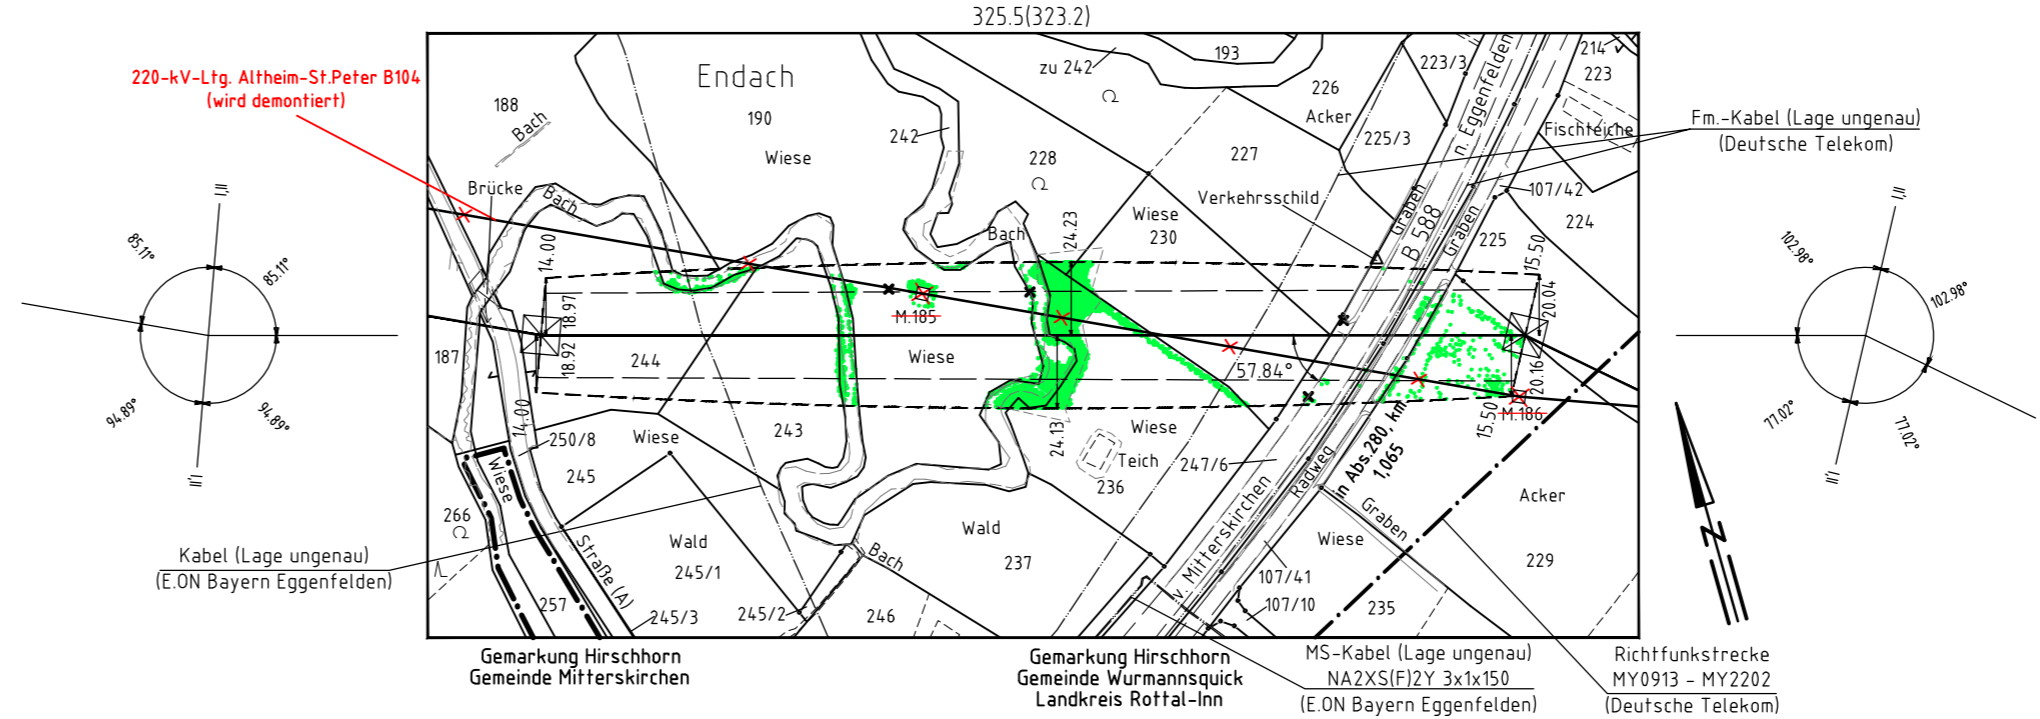 325.5(323.2)
220-kV-Ltg. Altheim-St.Peter B104
(wird demontiert)
Endach
188
Bach
190
Wiese
242
zu 242
193
226
Acker
223/3
214
223
225/3
n. Eggenfelden
Fischteiche
Fm.-Kabel (Lage ungenau)
(Deutsche Telekom)
228
227
Brücke
Bach
Verkehrsschild
Graben
107/42
Wiese
230
B 588
Graben
225
224
Bach
24.23
14.00
15.50
85.11°
85.11°
94.89°
94.89°
102.98°
102.98°
77.02°
77.02°
18.97
18.92
20.04
20.16
M.185
187
244
Wiese
57.84°
14.00
15.50
M.186
24.13
250/8
Wiese
243
Wiese
Teich
247/6
in Abs.280, km
1,065
Radweg
Wiese
245
236
Acker
266
Wald
237
v. Mitterskirchen
Graben
Wiese
229
Kabel (Lage ungenau)
(E.ON Bayern Eggenfelden)
Straße (A)
Wald
245/1
Bach
107/41
107/10
235
257
245/3
245/2
246
N
Gemarkung Hirschhorn
Gemeinde Mitterskirchen
Gemarkung Hirschhorn
Gemeinde Wurmannsquick
Landkreis Rottal-Inn
MS-Kabel (Lage ungenau)
NA2XS(F)2Y 3x1x150
(E.ON Bayern Eggenfelden)
Richtfunkstrecke
MY0913 - MY2202
(Deutsche Telekom)